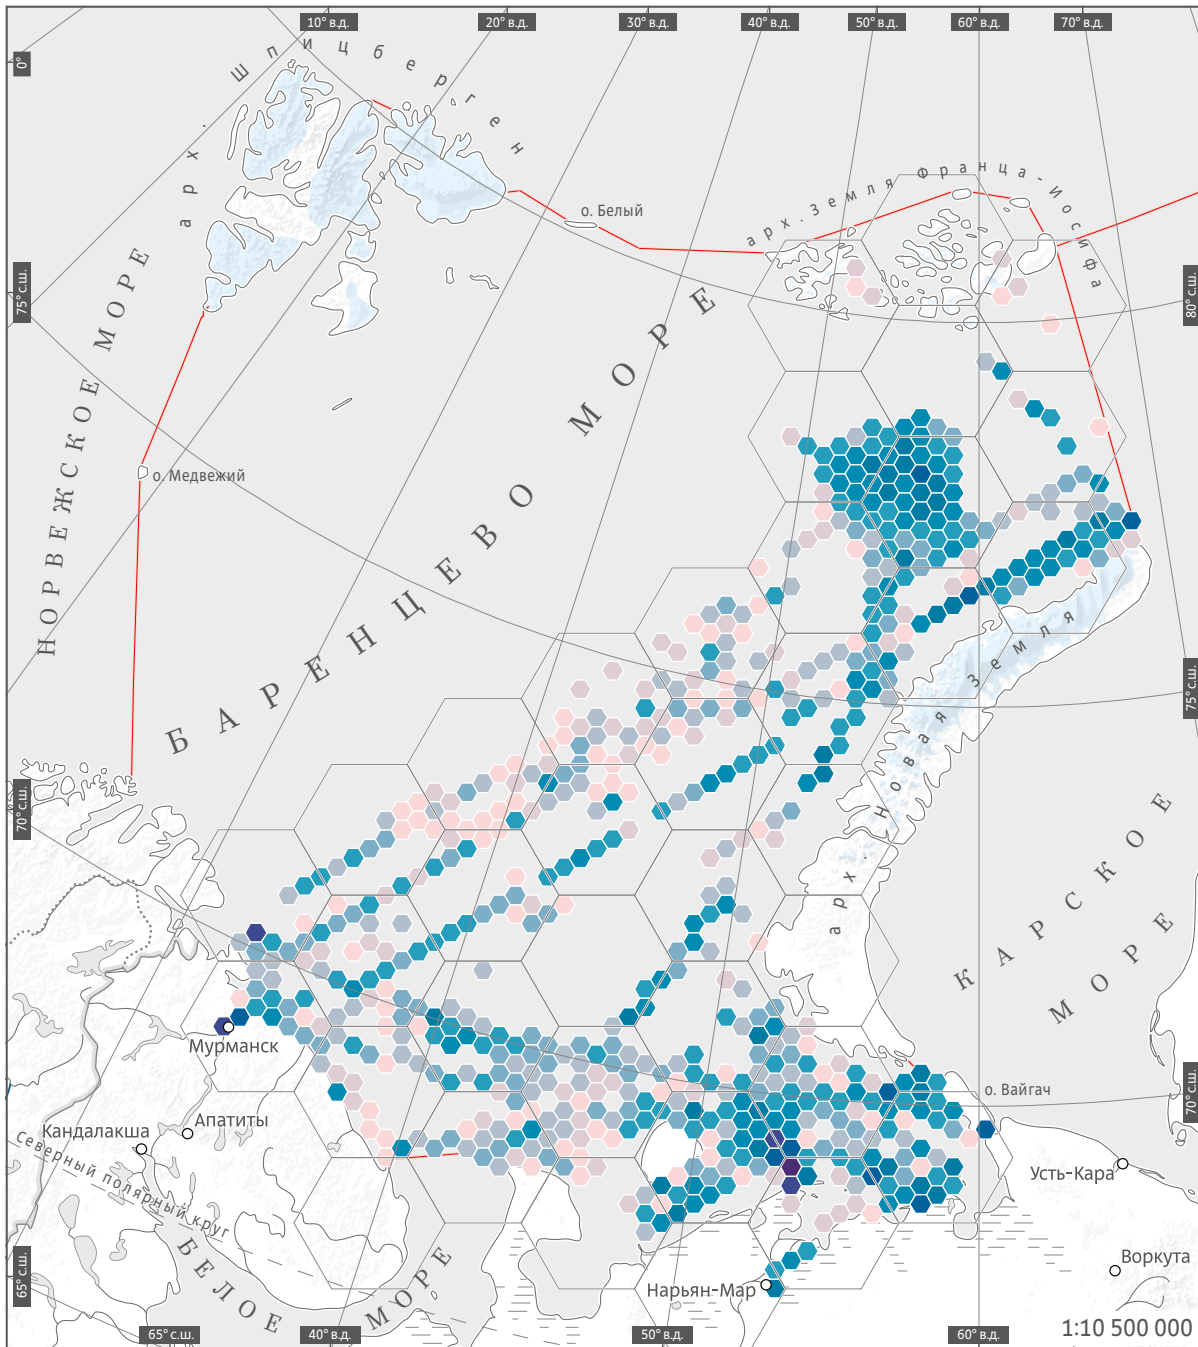 10° в.д.
20° в.д.
30° в.д.
40° в.д.
50° в.д.
60° в.д.
70° в.д.
0°
арх. Шпицберген
о. Белый
арх. Земля Франца-Иосифа
75° с.ш.
80° с.ш.
НОРВЕЖСКОЕ МОРЕ
о. Медвежий
БАРЕНЦЕВО МОРЕ
арх. Новая Земля
75° с.ш.
70° с.ш.
КАРСКОЕ
МОРЕ
Мурманск
о. Вайгач
70° с.ш.
Апатиты
Кандалакша
Северный полярный круг
Усть-Кара
БЕЛОЕ
МОРЕ
Воркута
Нарьян-Мар
65° с.ш.
1:10 500 000
65° с.ш.
40° в.д.
50° в.д.
60° в.д.